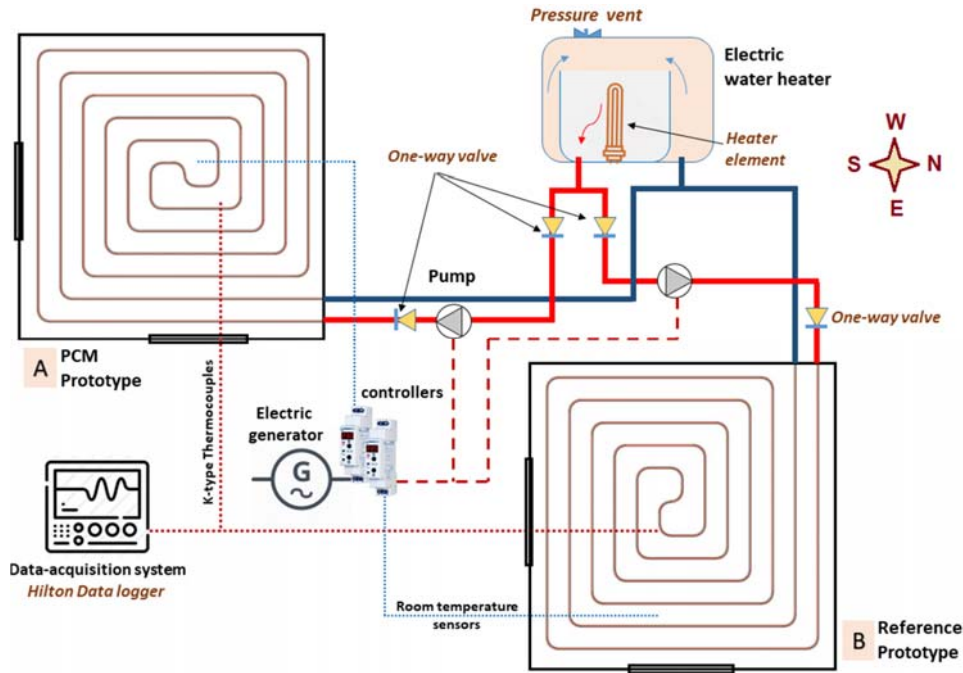 Pressure vent
Electric
water heater
Heater
element
One-way valve
W
S
N
E
Pump
One-way valve
A
PCM
Prototype
controllers
Electric
generator
G
K-type Thermocouples
Data-acquisition system
Hilton Data logger
Room temperature
sensors
B
Reference
Prototype